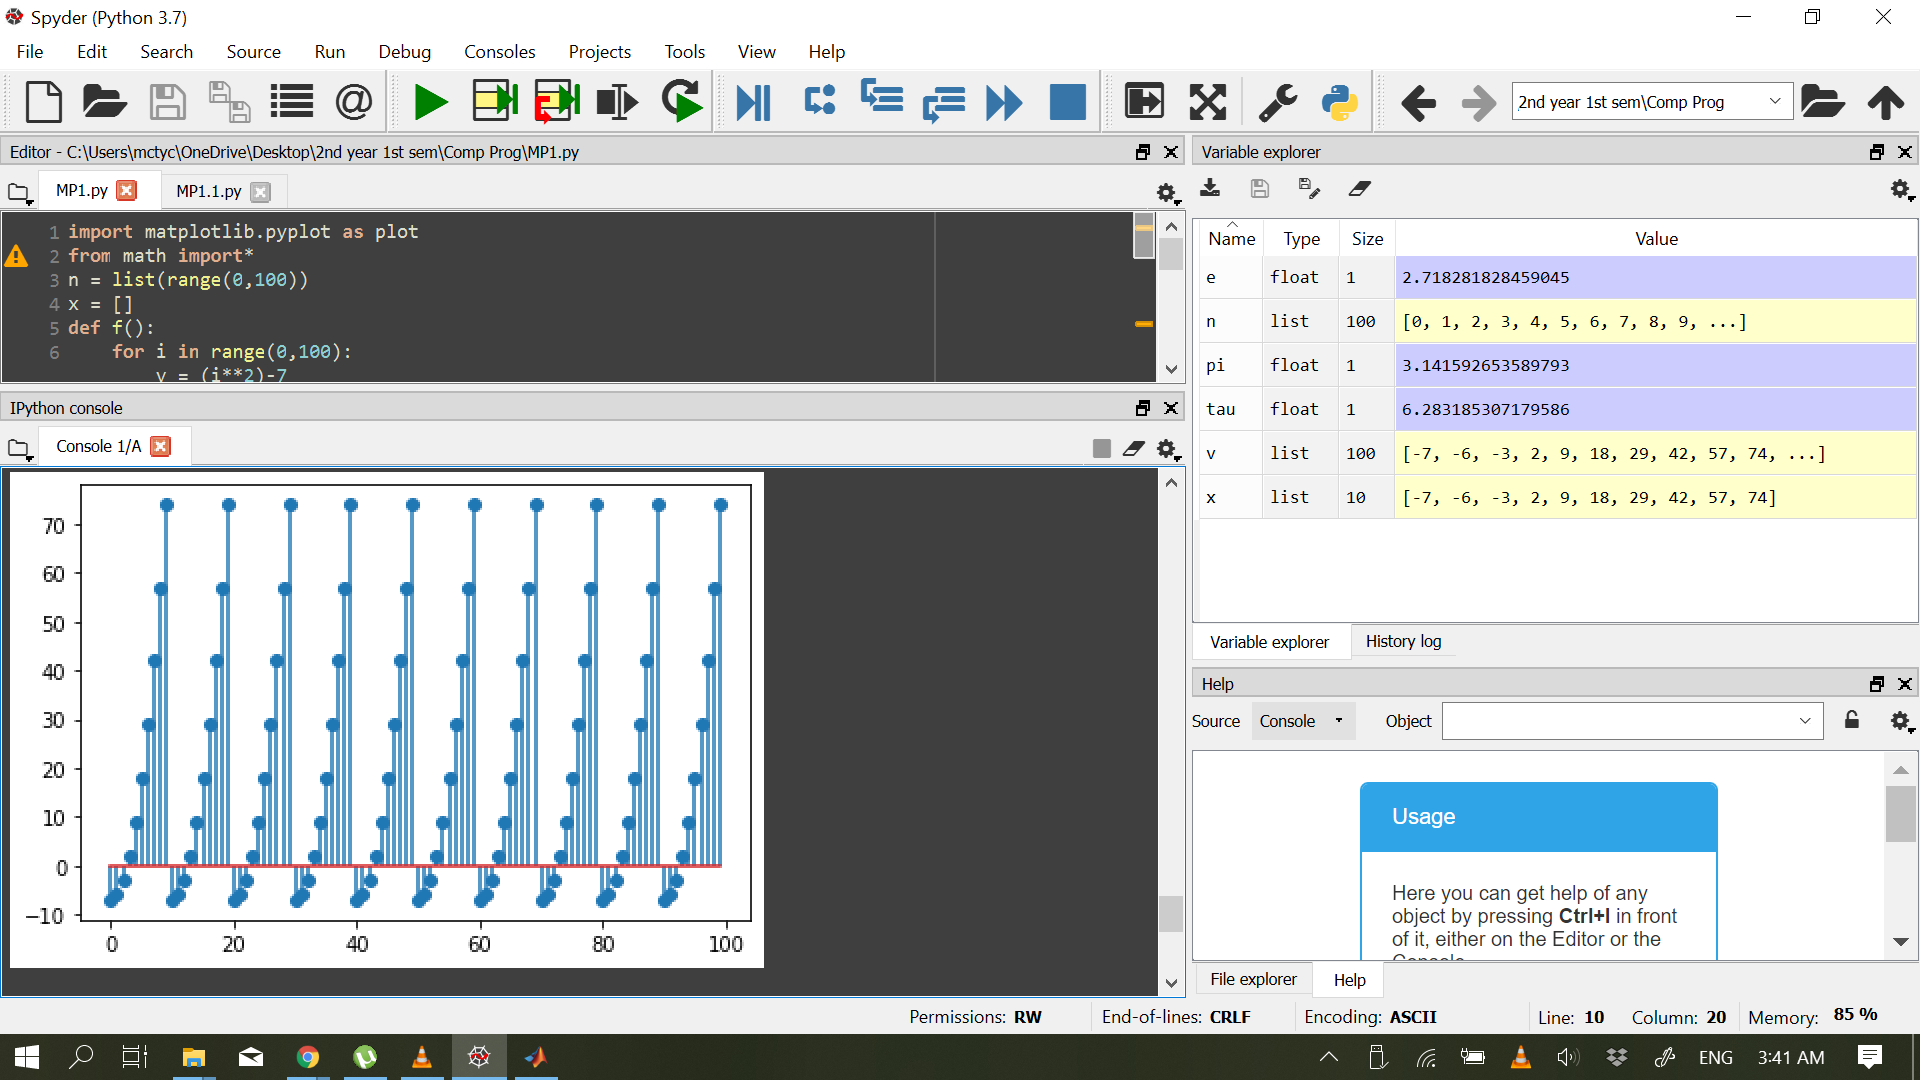 Spyder (Python 3.7)
File Edit Search Source Run Debug Consoles Projects Tools View Help
@
2nd year 1st sem\Comp Prog
Editor - C:\Users\mctyc\OneDrive\Desktop\2nd year 1st sem\Comp Prog\MP1.py
MP1.py MP1.1.py
1 import matplotlib.pyplot as plot
2 from math import*
3 n = list(range(0,100))
4 x = []
5 def f():
6 for i in range(0,100):
v = (i**2)-7
IPython console
Console 1/A
70
60
50
40
30
20
10
0
−10
0 20 40 60 80 100
Variable explorer
Name Type Size Value
e float 1 2.718281828459045
n list 100 [0, 1, 2, 3, 4, 5, 6, 7, 8, 9, ...]
pi float 1 3.141592653589793
tau float 1 6.283185307179586
v list 100 [-7, -6, -3, 2, 9, 18, 29, 42, 57, 74, ...]
x list 10 [-7, -6, -3, 2, 9, 18, 29, 42, 57, 74]
Variable explorer History log
Help
Source Console Object
Usage
Here you can get help of any
object by pressing Ctrl+I in front
of it, either on the Editor or the
Console.
File explorer Help
Permissions: RW End-of-lines: CRLF Encoding: ASCII Line: 10 Column: 20 Memory: 85 %
ENG 3:41 AM